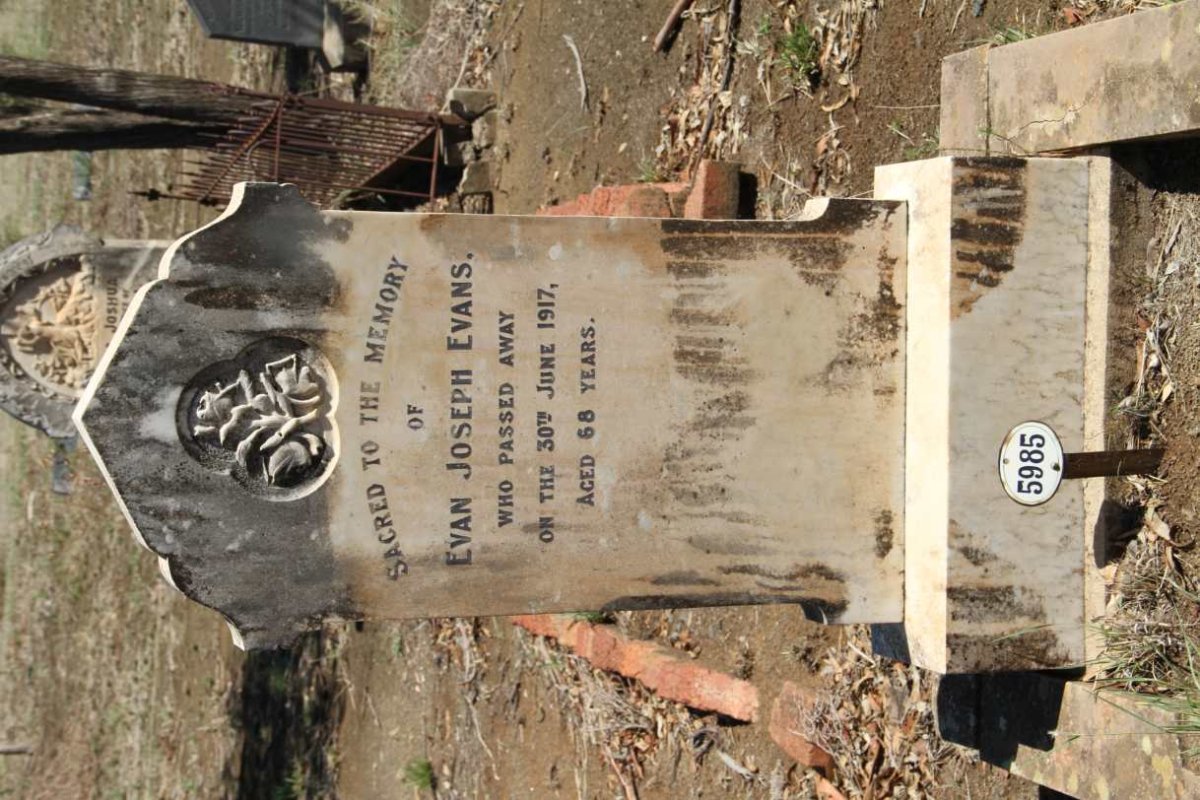 SACRED TO THE MEMORY
OF
EVAN JOSEPH EVANS.
WHO PASSED AWAY
ON THE 30TH JUNE 1917,
AGED 68 YEARS.
5985
JOSHUA